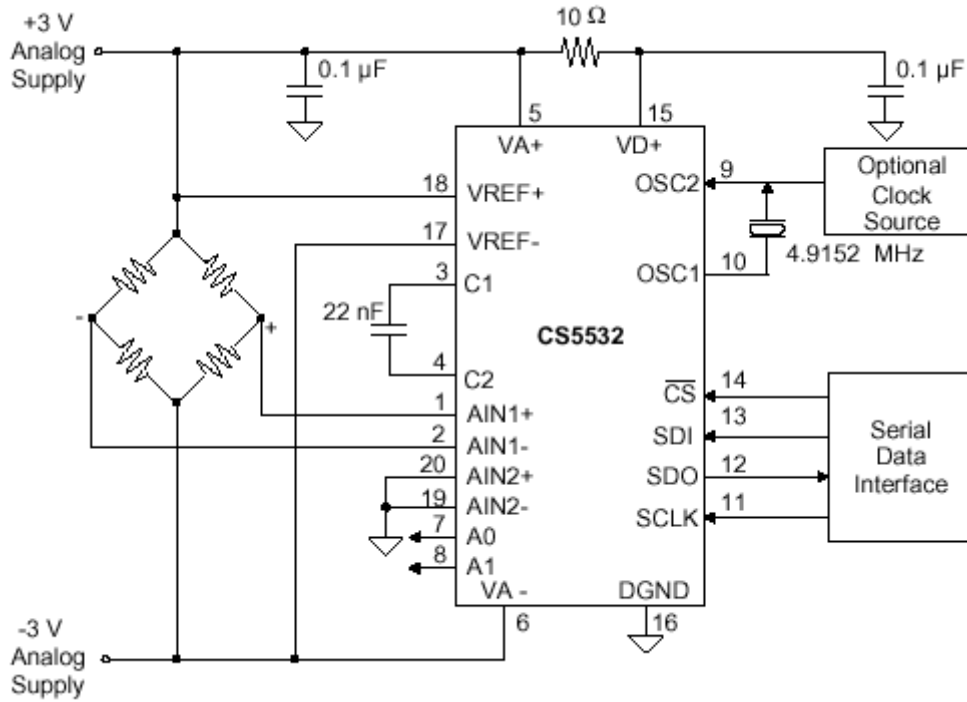 +3 V
Analog
Supply
10 Ω
0.1 µF
0.1 µF
5
15
VA+
VD+
18
VREF+
17
VREF-
3
C1
22 nF
4
C2
1
AIN1+
2
AIN1-
20
AIN2+
19
AIN2-
7
A0
8
A1
VA -
6
CS5532
OSC2
9
Optional
Clock
Source
OSC1
10
4.9152 MHz
CS
14
SDI
13
SDO
12
SCLK
11
Serial
Data
Interface
DGND
16
-
+
-3 V
Analog
Supply